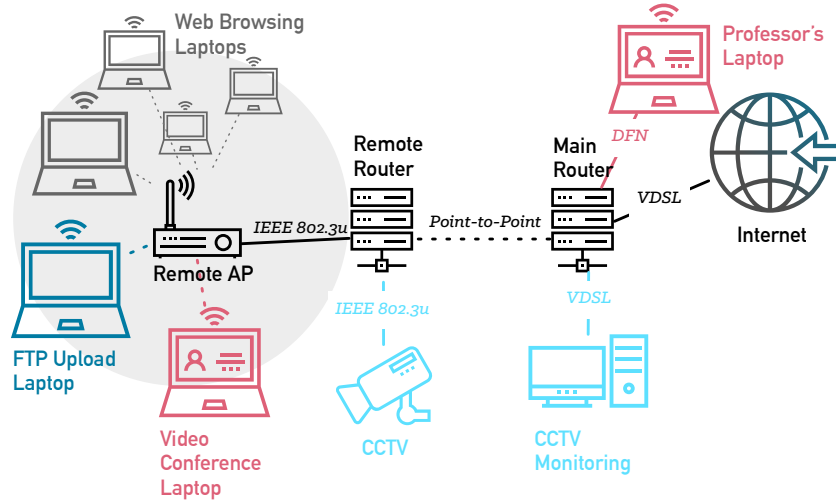 Web Browsing
Laptops
Professor's
Laptop
Remote
Router
Main
Router
DFN
VDSL
IEEE 802.3u
Point-to-Point
Internet
Remote AP
IEEE 802.3u
VDSL
FTP Upload
Laptop
Video
Conference
Laptop
CCTV
CCTV
Monitoring